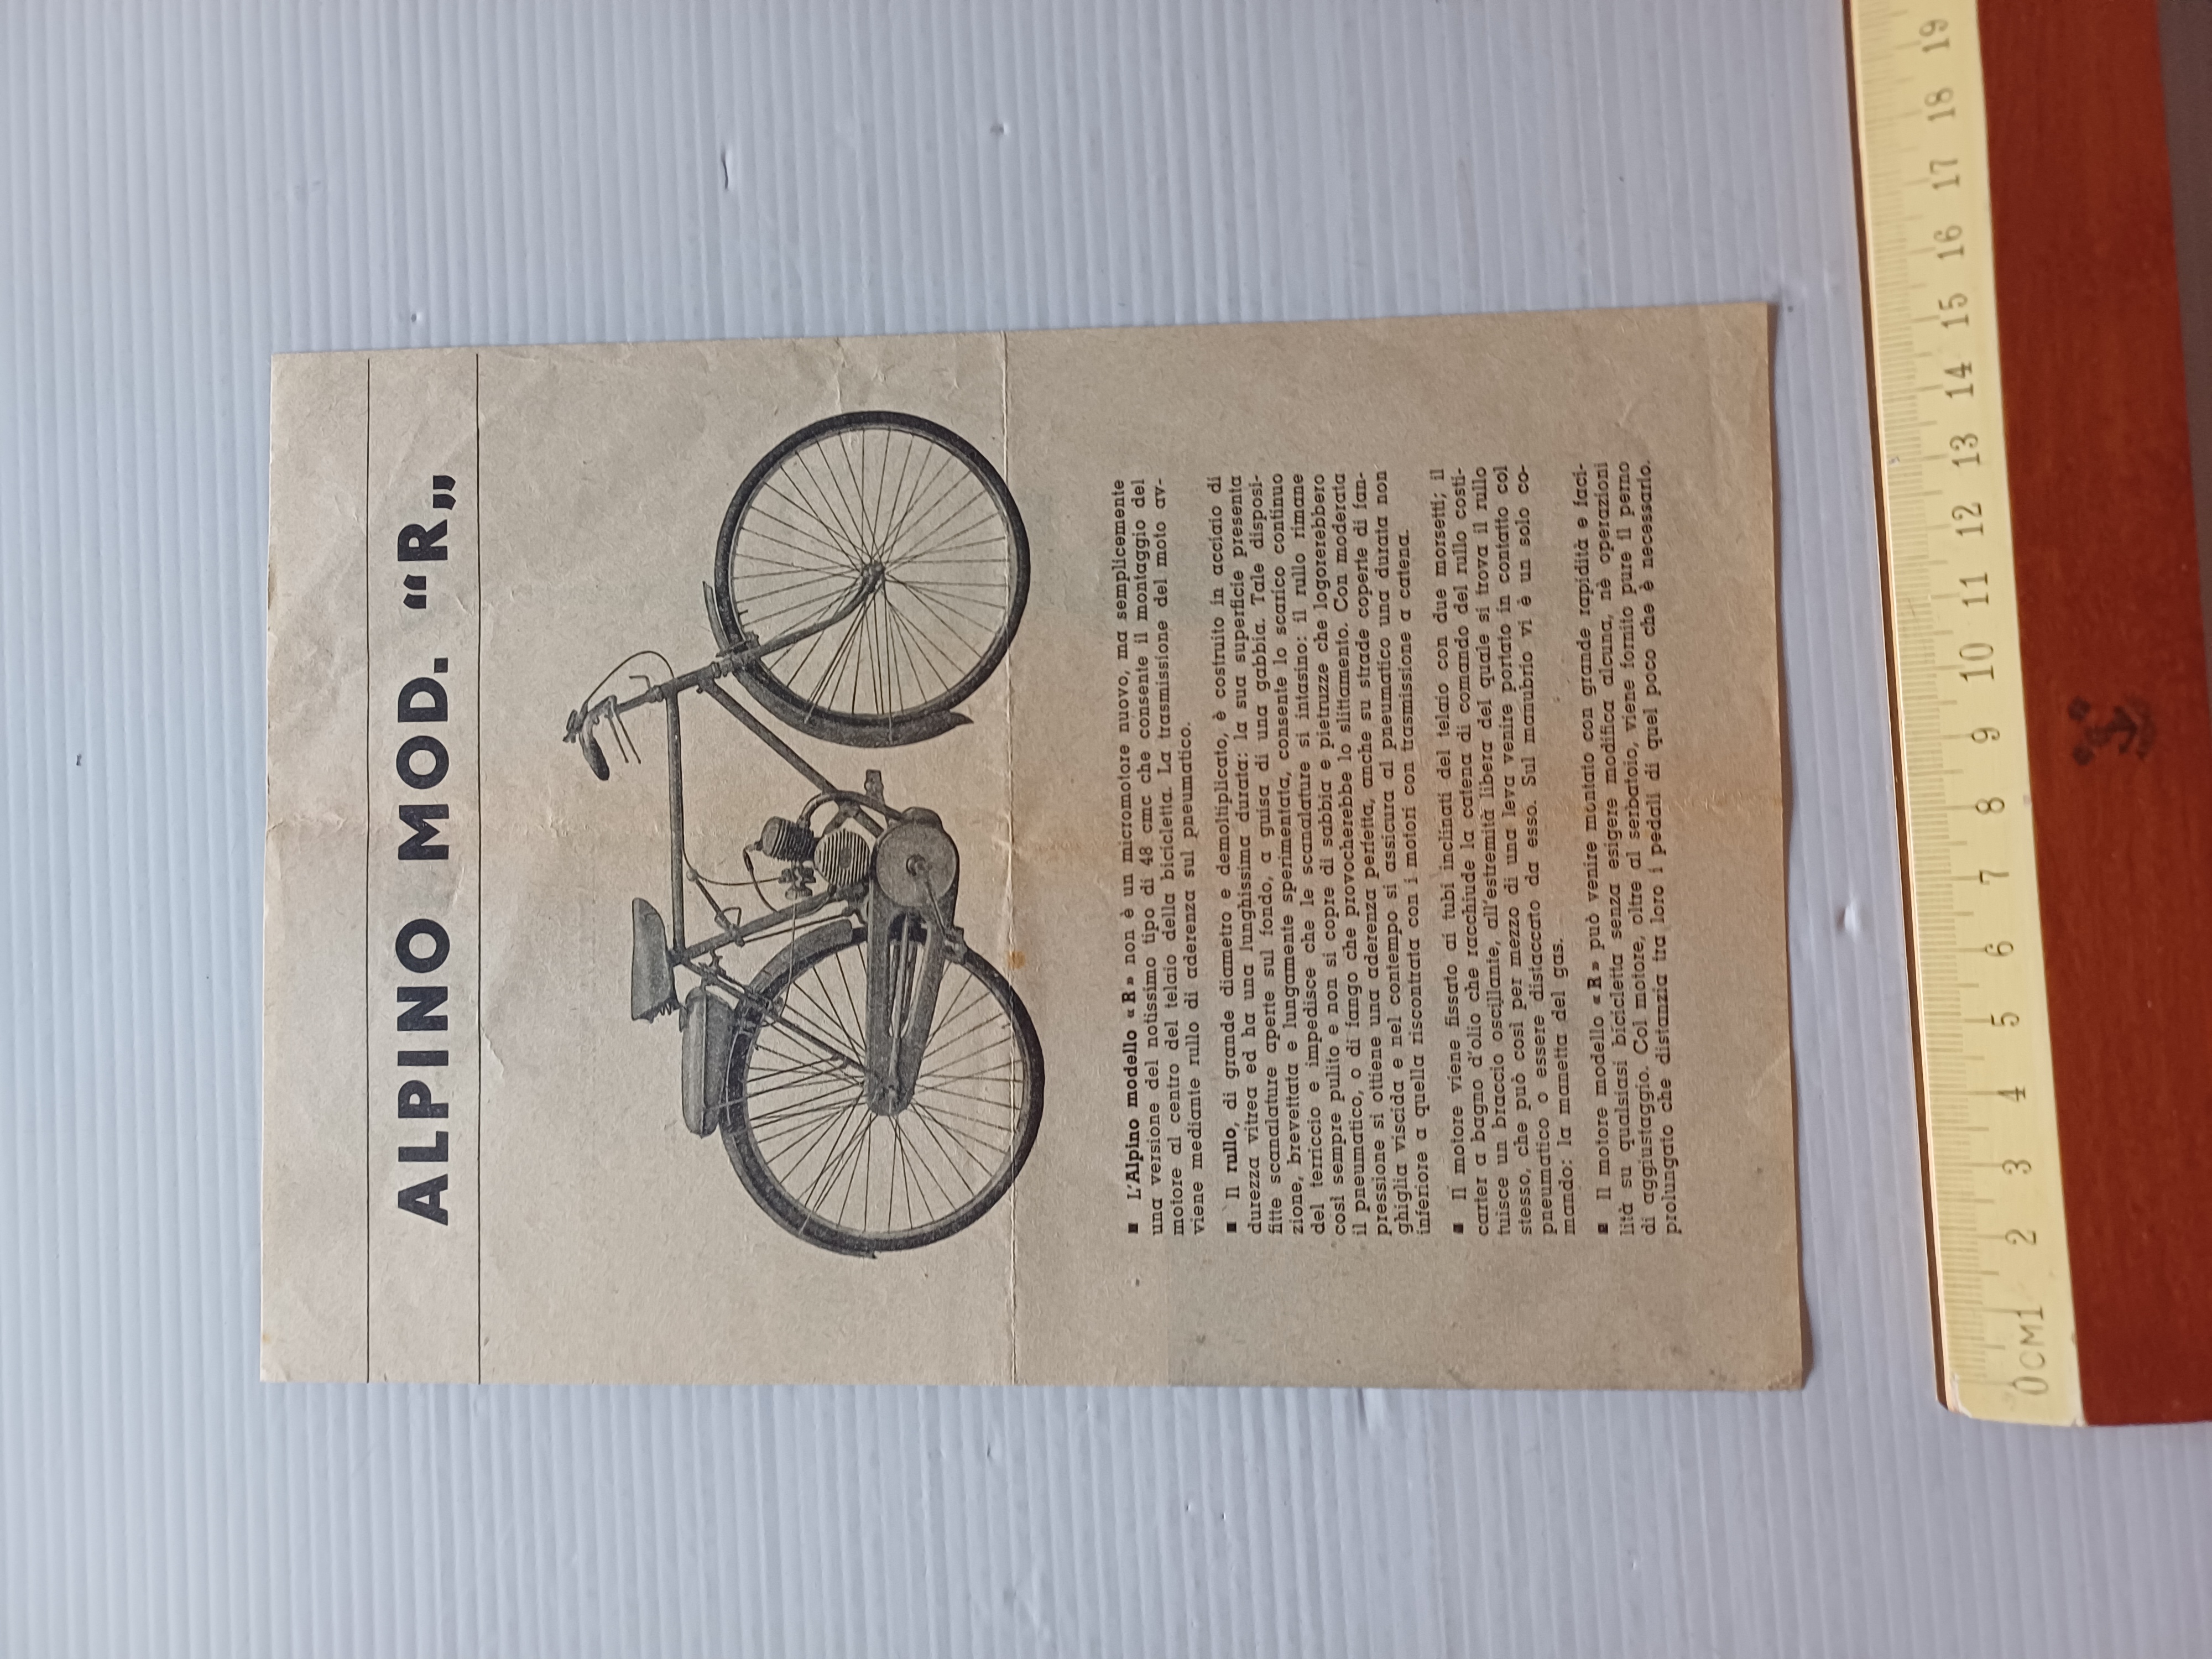 ALPINO MOD. “R„
■ L'Alpino modello « R » non è un micromotore nuovo, ma semplicemente
una versione del notissimo tipo di 48 cmc che consente il montaggio del
motore al centro del telaio della bicicletta. La trasmissione del moto av-
viene mediante rullo di aderenza sul pneumatico.
■ Il rullo, di grande diametro e demoltiplicato, è costruito in acciaio di
durezza vitrea ed ha una lunghissima durata: la sua superficie presenta
fitte scanalature aperte sul fondo, a guisa di una gabbia. Tale disposi-
zione, brevettata e lungamente sperimentata, consente lo scarico continuo
del terriccio e impedisce che le scanalature si intasino: il rullo rimane
così sempre pulito e non si copre di sabbia e pietruzze che logorerebbero
il pneumatico, o di fango che provocherebbe lo slittamento. Con moderata
pressione si ottiene una aderenza perfetta, anche su strade coperte di fan-
ghiglia viscida e nel contempo si assicura al pneumatico una durata non
inferiore a quella riscontrata con i motori con trasmissione a catena.
■ Il motore viene fissato ai tubi inclinati del telaio con due morsetti; il
carter a bagno d'olio che racchiude la catena di comando del rullo costi-
tuisce un braccio oscillante, all'estremità libera del quale si trova il rullo
stesso, che può così per mezzo di una leva venire portato in contatto col
pneumatico o essere distaccato da esso. Sul manubrio vi è un solo co-
mando: la manetta del gas.
■ Il motore modello « R » può venire montato con grande rapidità e faci-
lità su qualsiasi bicicletta senza esigere modifica alcuna, nè operazioni
di aggiustaggio. Col motore, oltre al serbatoio, viene fornito pure il perno
prolungato che distanzia tra loro i pedali di quel poco che è necessario.
0 CM 1 2 3 4 5 6 7 8 9 10 11 12 13 14 15 16 17 18 19